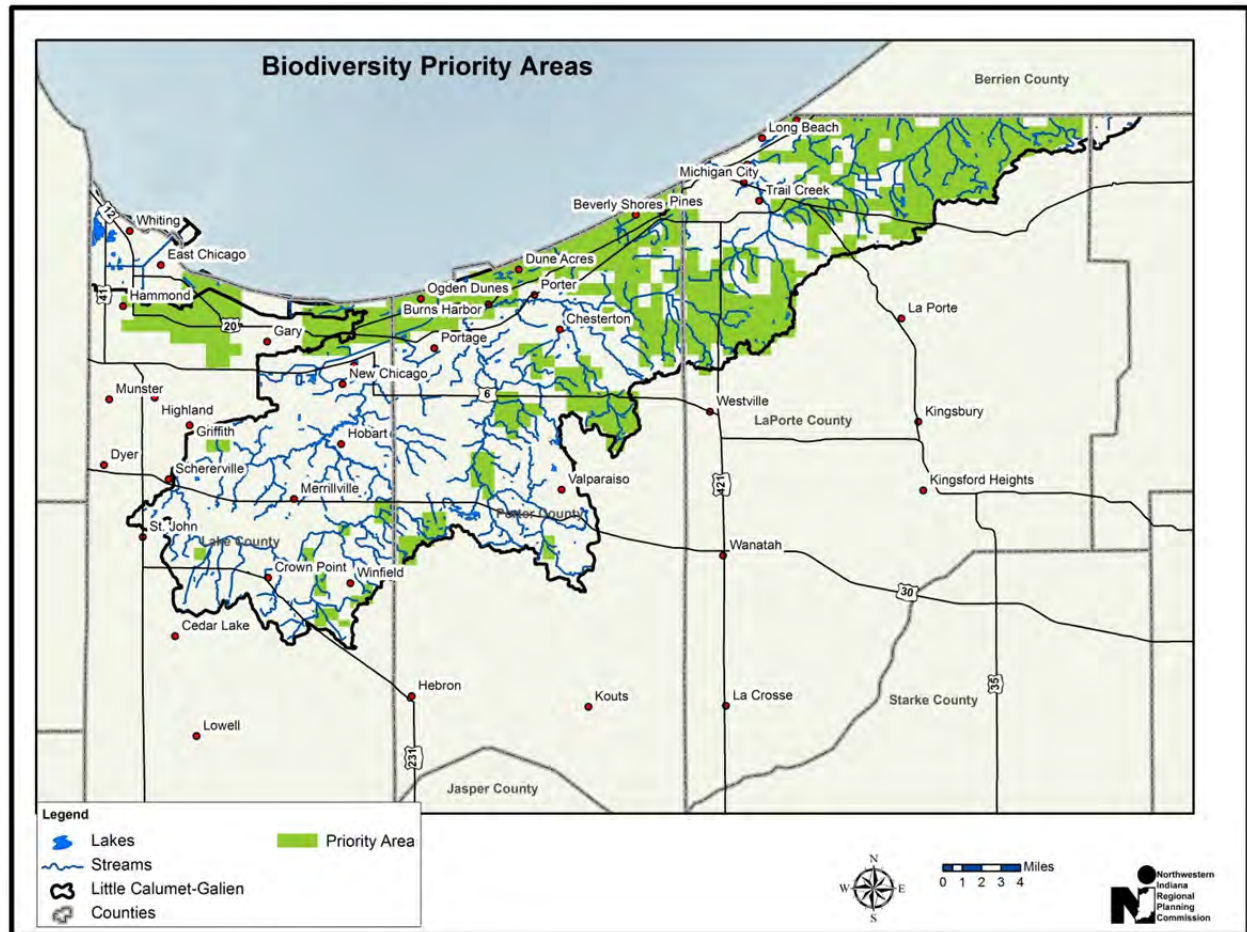 Biodiversity Priority Areas
Berrien County
Long Beach
Michigan City
Trail Creek
Beverly Shores
Pines
12
Whiting
East Chicago
Dune Acres
41
Hammond
Ogden Dunes
Porter
Burns Harbor
20
Gary
Chesterton
La Porte
Portage
New Chicago
6
Munster
Highland
Westville
LaPorte County
Kingsbury
Griffith
Hobart
Dyer
Schererville
Valparaiso
421
Kingsford Heights
Merrillville
Porter County
St. John
Lake County
Wanatah
Crown Point
Winfield
30
Cedar Lake
Hebron
Kouts
La Crosse
Starke County
35
Lowell
231
Jasper County
Legend
Lakes
Priority Area
Streams
Little Calumet-Galien
Counties
N
W
E
S
Miles
0 1 2 3 4
Northwestern
Indiana
Regional
Planning
Commission